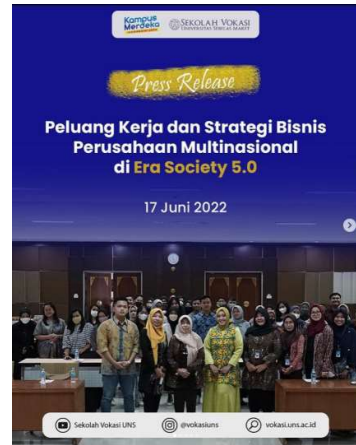 Kampus
Merdeka
SEKOLAH VOKASI
UNIVERSITAS SEBELAS MARET
Press Release
Peluang Kerja dan Strategi Bisnis
Perusahaan Multinasional
di Era Society 5.0
17 Juni 2022
Sekolah Vokasi UNS
@vokasiuns
vokasi.uns.ac.id